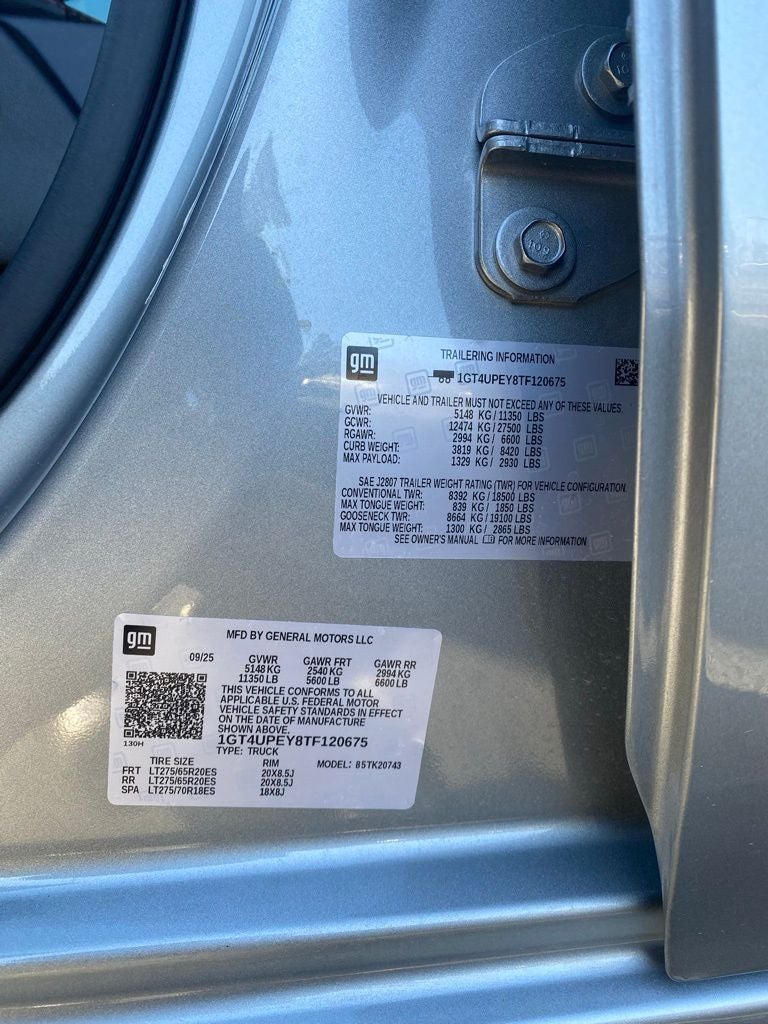 gm
TRAILERING INFORMATION
1GT4UPEY8TF120675
VEHICLE AND TRAILER MUST NOT EXCEED ANY OF THESE VALUES.
GVWR: 5148 KG / 11350 LBS
GCWR: 12474 KG / 27500 LBS
RGAWR: 2994 KG / 6600 LBS
CURB WEIGHT: 3819 KG / 8420 LBS
MAX PAYLOAD: 1329 KG / 2930 LBS
SAE J2807 TRAILER WEIGHT RATING (TWR) FOR VEHICLE CONFIGURATION.
CONVENTIONAL TWR: 8392 KG / 18500 LBS
MAX TONGUE WEIGHT: 839 KG / 1850 LBS
GOOSENECK TWR: 8664 KG / 19100 LBS
MAX TONGUE WEIGHT: 1300 KG / 2865 LBS
SEE OWNER'S MANUAL FOR MORE INFORMATION
gm
MFD BY GENERAL MOTORS LLC
09/25 GVWR GAWR FRT GAWR RR
5148 KG 2540 KG 2994 KG
11350 LB 5600 LB 6600 LB
THIS VEHICLE CONFORMS TO ALL
APPLICABLE U.S. FEDERAL MOTOR
VEHICLE SAFETY STANDARDS IN EFFECT
ON THE DATE OF MANUFACTURE
SHOWN ABOVE.
130H 1GT4UPEY8TF120675
TYPE: TRUCK
TIRE SIZE RIM MODEL: 85TK20743
FRT LT275/65R20ES 20X8.5J
RR LT275/65R20ES 20X8.5J
SPA LT275/70R18ES 18X8J